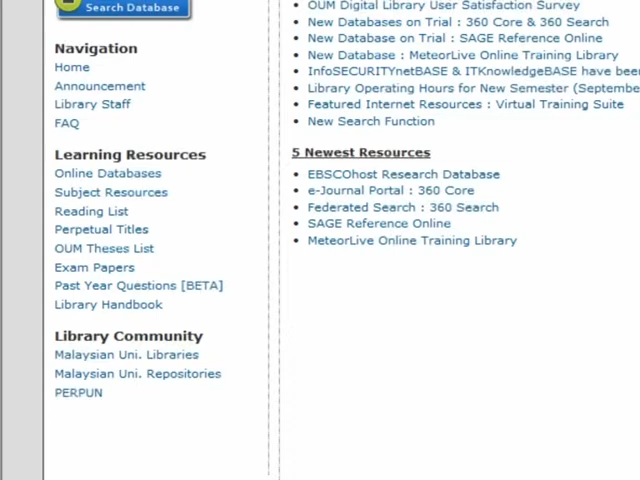 Search Database
Navigation
Home
Announcement
Library Staff
FAQ
Learning Resources
Online Databases
Subject Resources
Reading List
Perpetual Titles
OUM Theses List
Exam Papers
Past Year Questions [BETA]
Library Handbook
Library Community
Malaysian Uni. Libraries
Malaysian Uni. Repositories
PERPUN
OUM Digital Library User Satisfaction Survey
New Databases on Trial : 360 Core & 360 Search
New Database on Trial : SAGE Reference Online
New Database : MeteorLive Online Training Library
InfoSECURITYnetBASE & ITKnowledgeBASE have been
Library Operating Hours for New Semester (Septembe
Featured Internet Resources : Virtual Training Suite
New Search Function
5 Newest Resources
EBSCOhost Research Database
e-Journal Portal : 360 Core
Federated Search : 360 Search
SAGE Reference Online
MeteorLive Online Training Library